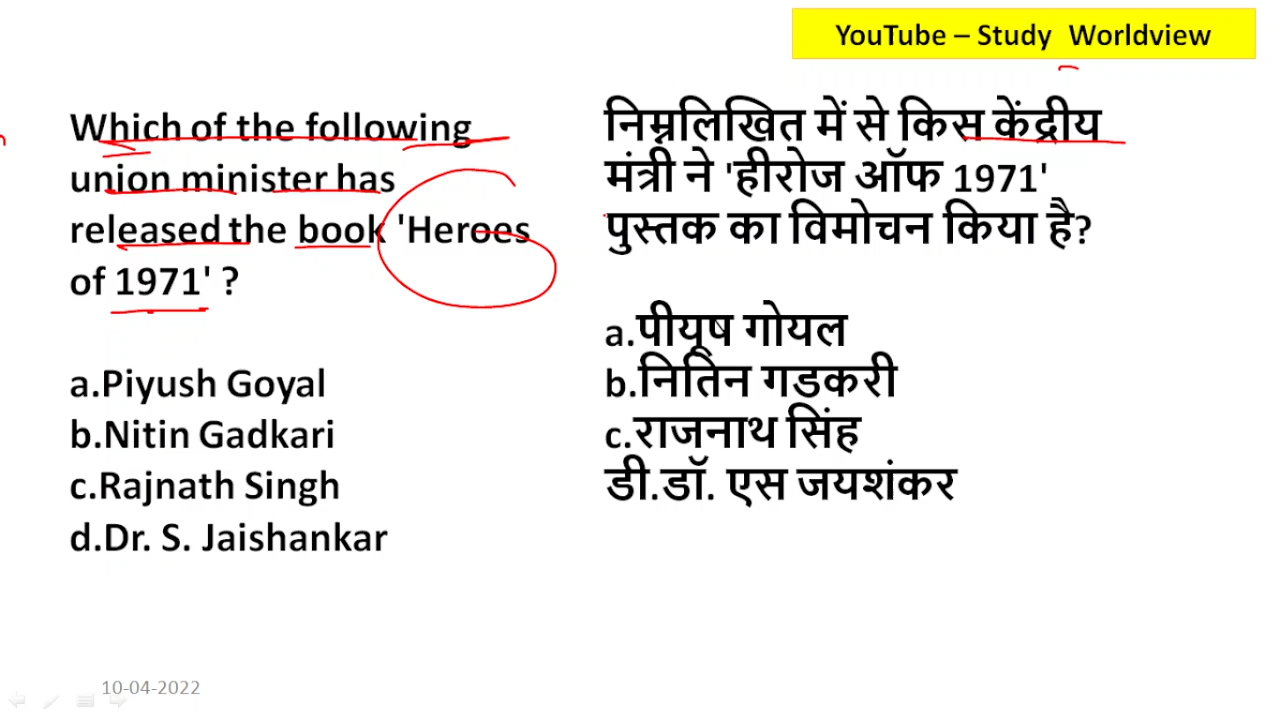 YouTube – Study Worldview
Which of the following
union minister has
released the book 'Heroes
of 1971' ?
a.Piyush Goyal
b.Nitin Gadkari
c.Rajnath Singh
d.Dr. S. Jaishankar
निम्नलिखित में से किस केंद्रीय
मंत्री ने 'हीरोज ऑफ 1971'
पुस्तक का विमोचन किया है?
a.पीयूष गोयल
b.नितिन गडकरी
c.राजनाथ सिंह
डी.डॉ. एस जयशंकर
10-04-2022